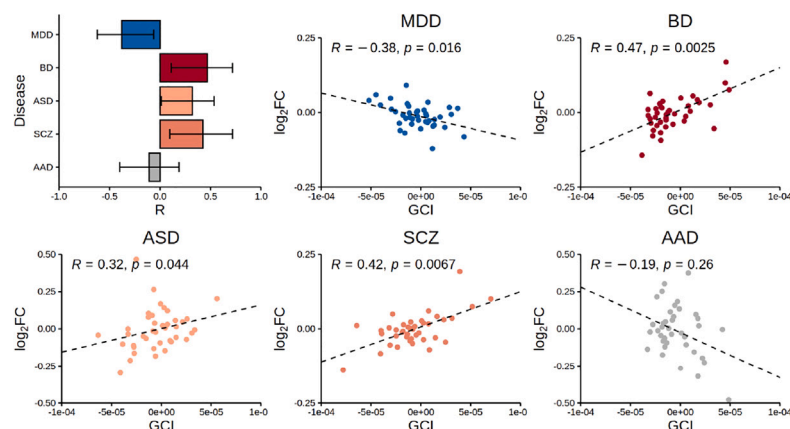 MDD
BD
ASD
SCZ
AAD
Disease
-1.0 -0.5 0.0 0.5 1.0
R
MDD
R = −0.38, p = 0.016
0.25
0.00
-0.25
log₂FC
-1e-04 -5e-05 0e+00 5e-05 1e-0
GCI
BD
R = 0.47, p = 0.0025
0.25
0.00
-0.25
log₂FC
-1e-04 -5e-05 0e+00 5e-05 1e-0
GCI
ASD
R = 0.32, p = 0.044
0.50
0.25
0.00
-0.25
-0.50
log₂FC
-1e-04 -5e-05 0e+00 5e-05 1e-0
GCI
SCZ
R = 0.42, p = 0.0067
0.25
0.00
-0.25
log₂FC
-1e-04 -5e-05 0e+00 5e-05 1e-0
GCI
AAD
R = −0.19, p = 0.26
0.50
0.25
0.00
-0.25
-0.50
log₂FC
-1e-04 -5e-05 0e+00 5e-05 1e-0
GCI